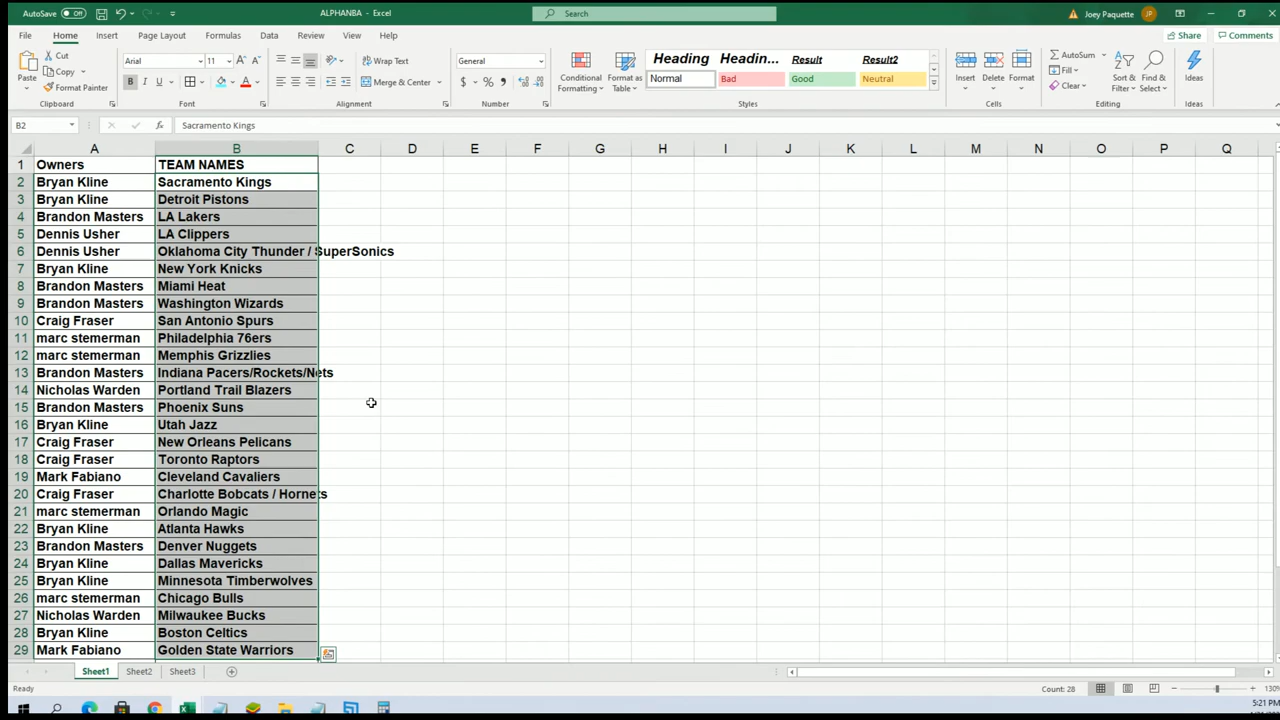 AutoSave Off ALPHANBA - Excel Search Joey Paquette JP
File Home Insert Page Layout Formulas Data Review View Help Share Comments
Paste Cut Copy Format Painter Clipboard
Arial 11 B I U Font
Wrap Text Merge & Center Alignment
General $ % Number
Conditional Formatting Format as Table
Heading Headin... Result Result2
Normal Bad Good Neutral
Styles
Insert Delete Format Cells
AutoSum Fill Clear Sort & Filter Find & Select Editing
Ideas Ideas
B2 fx Sacramento Kings
A B C D E F G H I J K L M N O P Q
1 Owners TEAM NAMES
2 Bryan Kline Sacramento Kings
3 Bryan Kline Detroit Pistons
4 Brandon Masters LA Lakers
5 Dennis Usher LA Clippers
6 Dennis Usher Oklahoma City Thunder / SuperSonics
7 Bryan Kline New York Knicks
8 Brandon Masters Miami Heat
9 Brandon Masters Washington Wizards
10 Craig Fraser San Antonio Spurs
11 marc stemerman Philadelphia 76ers
12 marc stemerman Memphis Grizzlies
13 Brandon Masters Indiana Pacers/Rockets/Nets
14 Nicholas Warden Portland Trail Blazers
15 Brandon Masters Phoenix Suns
16 Bryan Kline Utah Jazz
17 Craig Fraser New Orleans Pelicans
18 Craig Fraser Toronto Raptors
19 Mark Fabiano Cleveland Cavaliers
20 Craig Fraser Charlotte Bobcats / Hornets
21 marc stemerman Orlando Magic
22 Bryan Kline Atlanta Hawks
23 Brandon Masters Denver Nuggets
24 Bryan Kline Dallas Mavericks
25 Bryan Kline Minnesota Timberwolves
26 marc stemerman Chicago Bulls
27 Nicholas Warden Milwaukee Bucks
28 Bryan Kline Boston Celtics
29 Mark Fabiano Golden State Warriors
Sheet1 Sheet2 Sheet3
Ready Count: 28 130%
5:21 PM